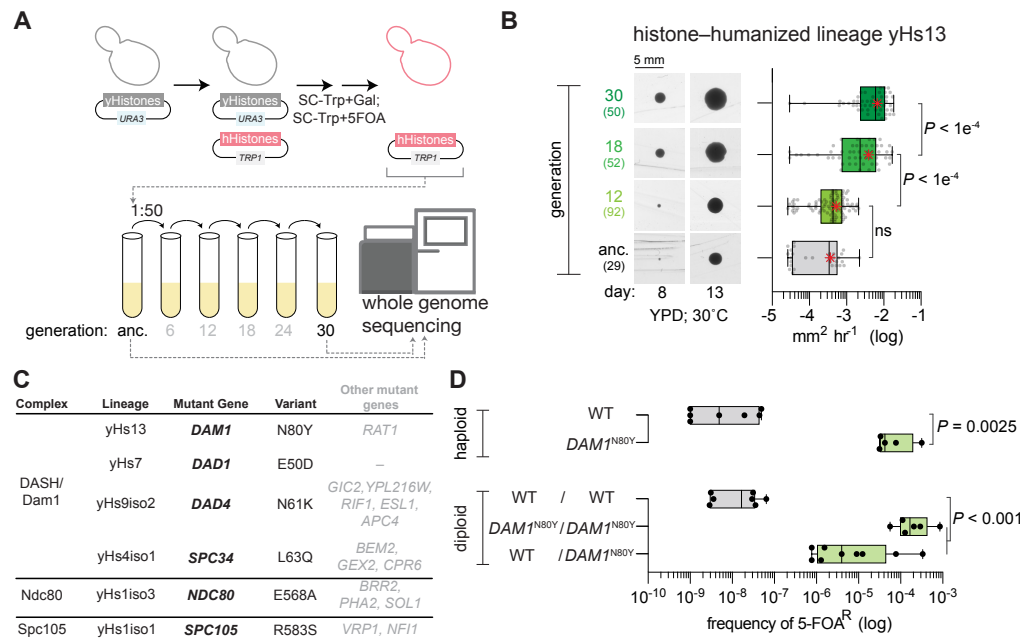 A
yHistones
URA3
yHistones
URA3
hHistones
TRP1
SC-Trp+Gal;
SC-Trp+5FOA
hHistones
TRP1
1:50
whole genome
sequencing
generation: anc. 6 12 18 24 30
B
histone–humanized lineage yHs13
5 mm
generation
30
(50)
18
(52)
12
(92)
anc.
(29)
day: 8 13
YPD; 30˚C
P < 1e-4
P < 1e-4
ns
-5 -4 -3 -2 -1
mm² hr⁻¹ (log)
C
Complex Lineage Mutant Gene Variant Other mutant
genes
DASH/
Dam1
yHs13 DAM1 N80Y RAT1
yHs7 DAD1 E50D –
yHs9iso2 DAD4 N61K GIC2,YPL216W,
RIF1, ESL1,
APC4
yHs4iso1 SPC34 L63Q BEM2,
GEX2, CPR6
Ndc80 yHs1iso3 NDC80 E568A BRR2,
PHA2, SOL1
Spc105 yHs1iso1 SPC105 R583S VRP1, NFI1
D
haploid
WT
DAM1ᴺ⁸⁰ʸ
P = 0.0025
diploid
WT / WT
DAM1ᴺ⁸⁰ʸ / DAM1ᴺ⁸⁰ʸ
WT / DAM1ᴺ⁸⁰ʸ
P < 0.001
10⁻¹⁰ 10⁻⁹ 10⁻⁸ 10⁻⁷ 10⁻⁶ 10⁻⁵ 10⁻⁴ 10⁻³
frequency of 5-FOAᴿ (log)